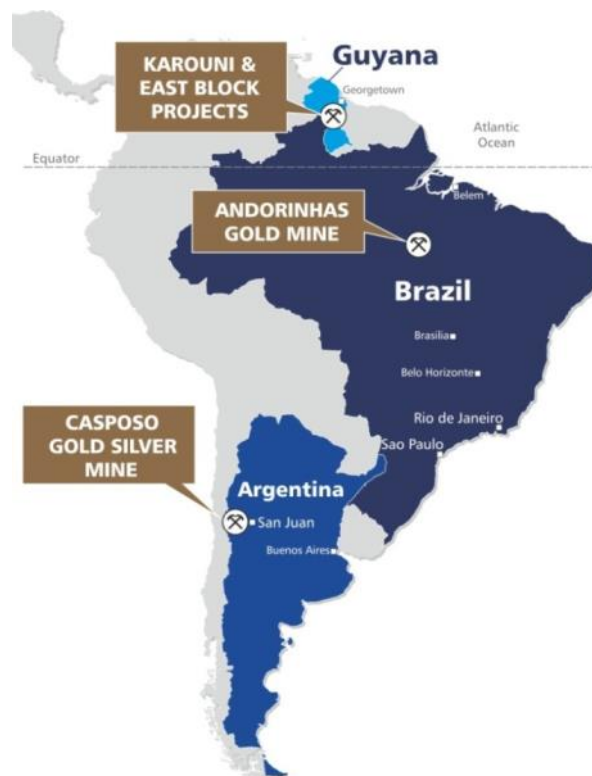 KAROUNI &
EAST BLOCK
PROJECTS
Guyana
Georgetown
Atlantic
Ocean
Equator
Belem
ANDORINHAS
GOLD MINE
Brazil
Brasilia
Belo Horizonte
Rio de Janeiro
Sao Paulo
CASPOSO
GOLD SILVER
MINE
Argentina
San Juan
Buenos Aires